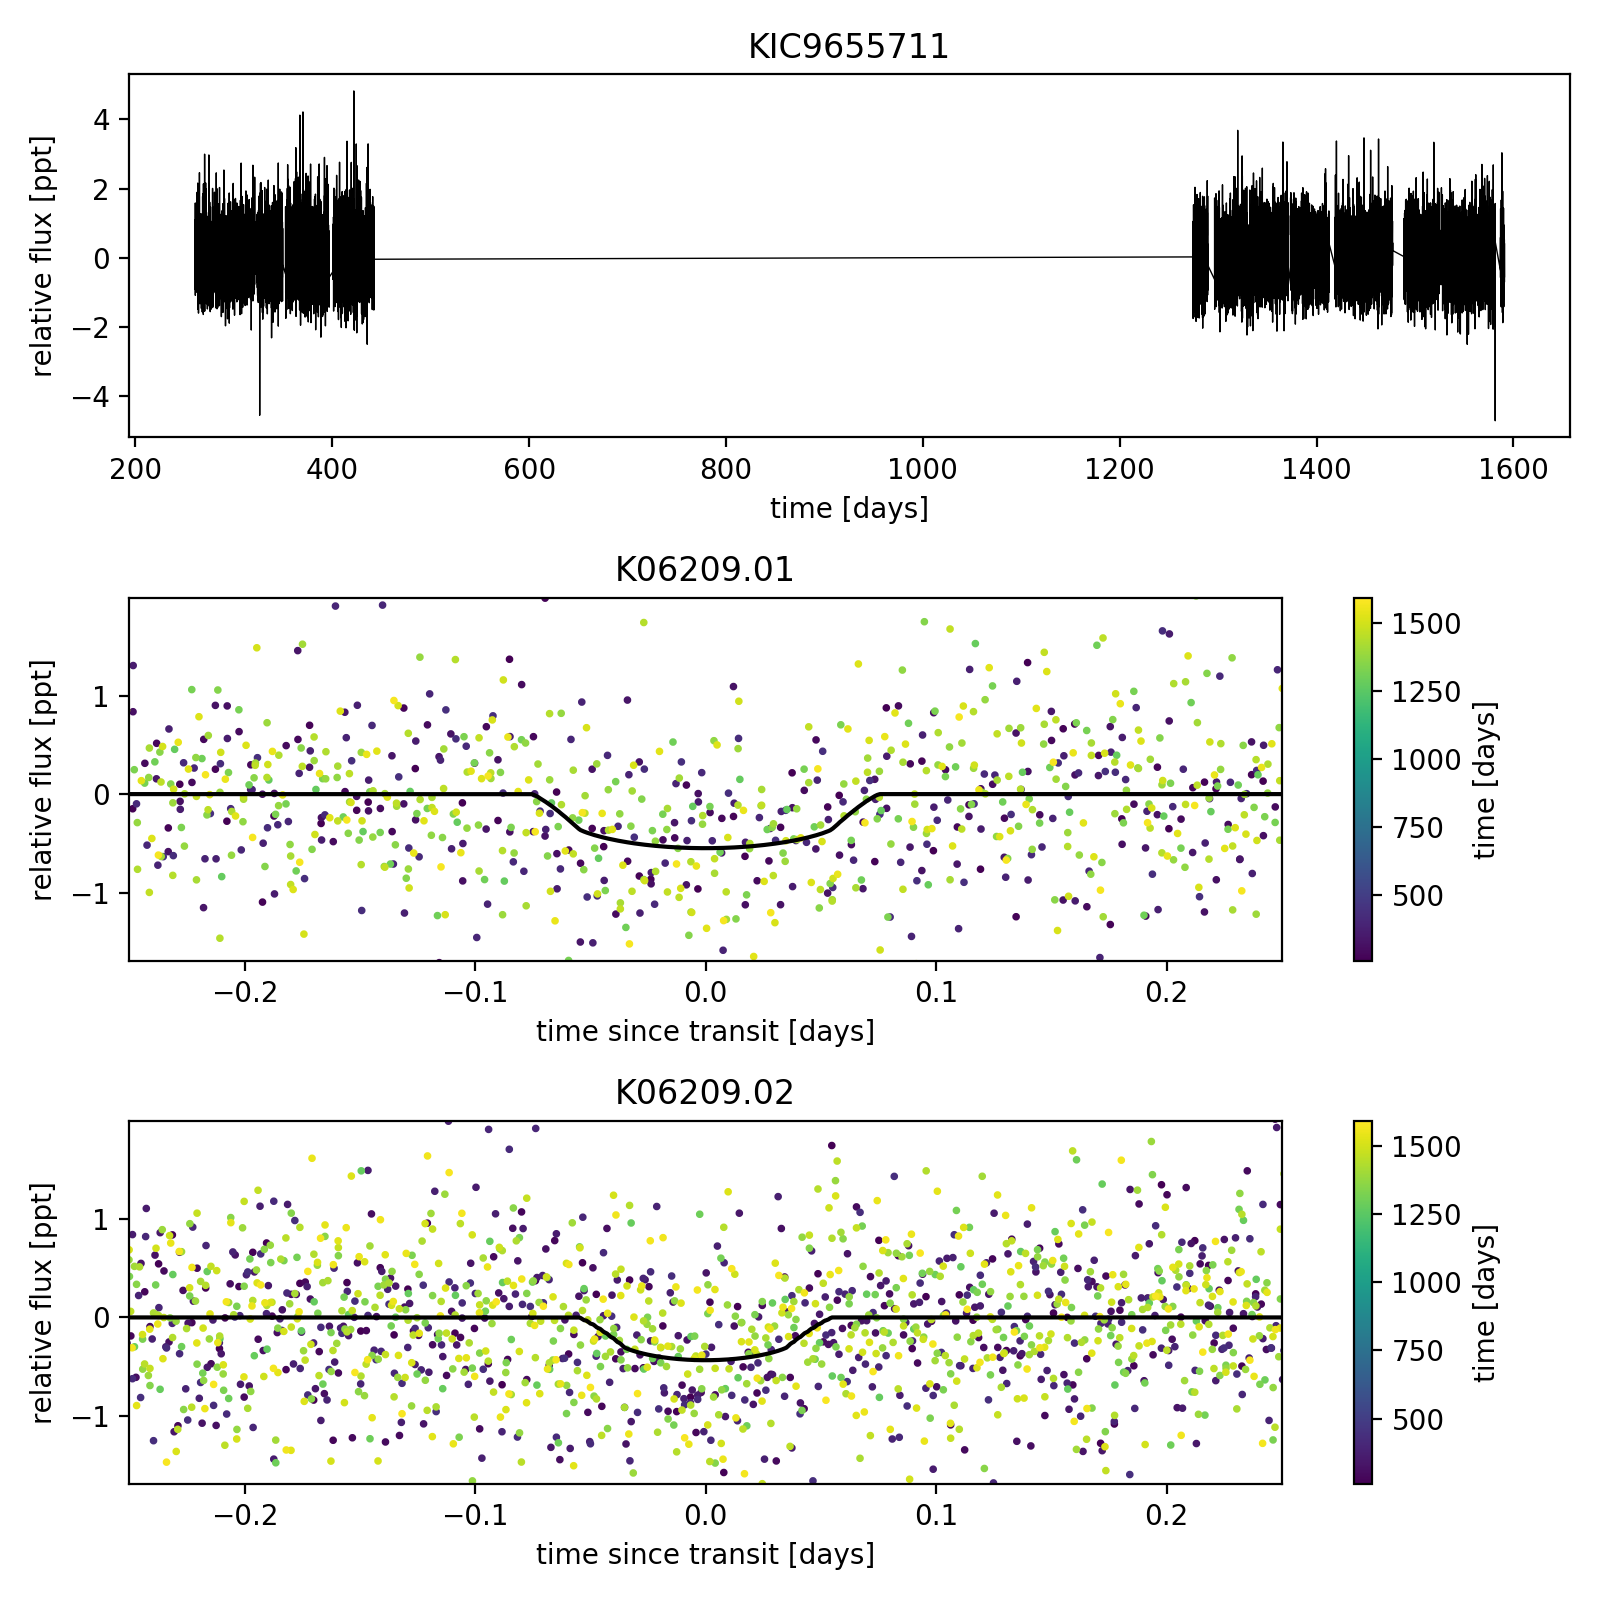 KIC9655711
4
2
0
−2
−4
relative flux [ppt]
200 400 600 800 1000 1200 1400 1600
time [days]
K06209.01
1
0
−1
relative flux [ppt]
−0.2 −0.1 0.0 0.1 0.2
time since transit [days]
1500
1250
1000
750
500
time [days]
K06209.02
1
0
−1
relative flux [ppt]
−0.2 −0.1 0.0 0.1 0.2
time since transit [days]
1500
1250
1000
750
500
time [days]